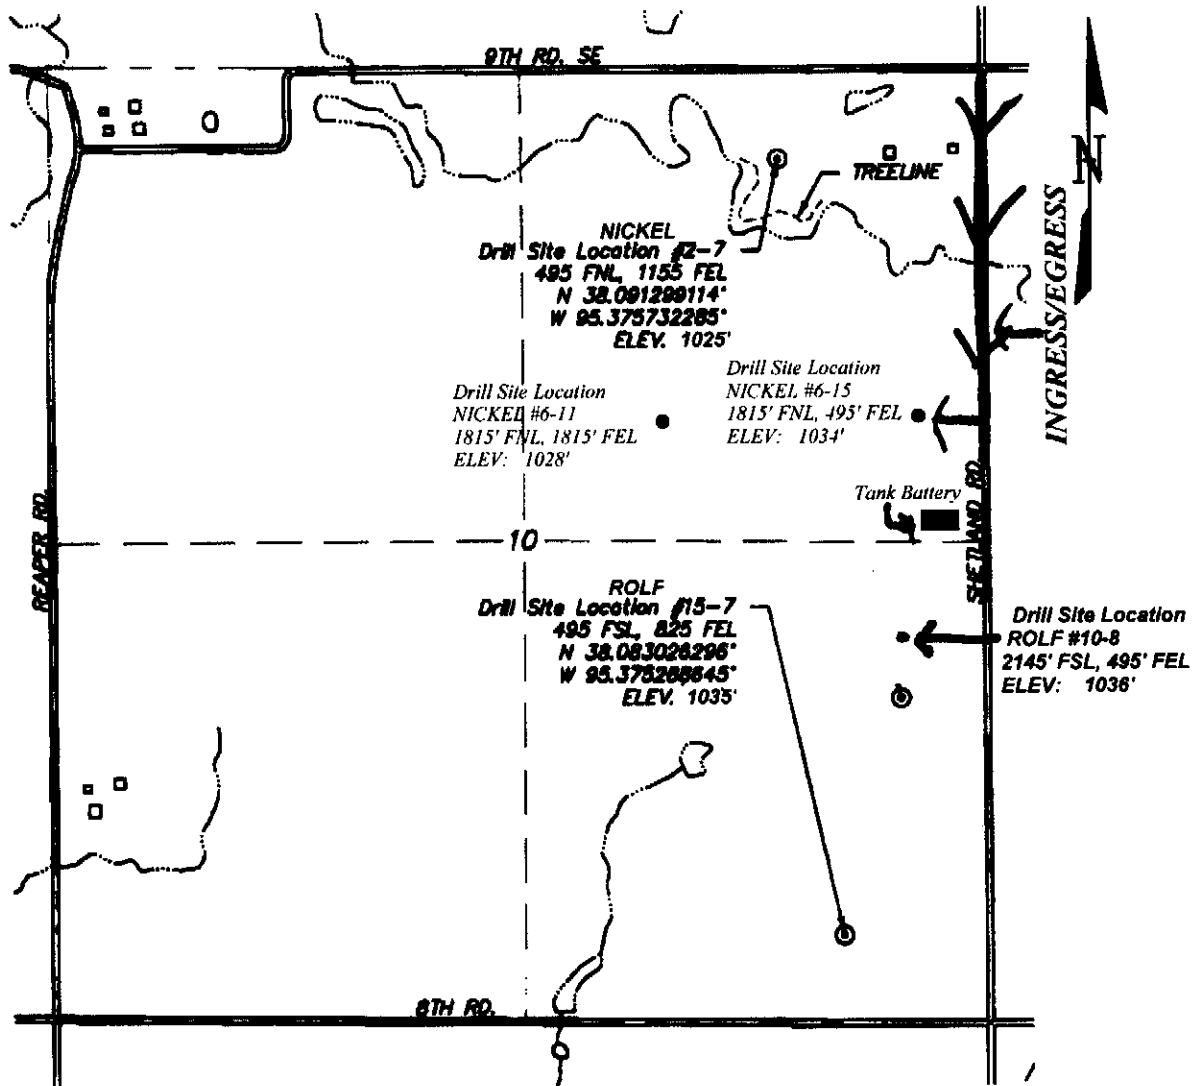 9TH RD. SE
N
TREELINE
INGRESS/EGRESS
NICKEL
Drill Site Location #2-7
495 FNL, 1155 FEL
N 38.091299114°
W 95.375732285°
ELEV. 1025'
Drill Site Location
NICKEL #6-11
1815' FNL, 1815' FEL
ELEV: 1028'
Drill Site Location
NICKEL #6-15
1815' FNL, 495' FEL
ELEV: 1034'
Tank Battery
REAPER RD.
10
SHETLAND RD.
ROLF
Drill Site Location #15-7
495 FSL, 825 FEL
N 38.083026296°
W 95.375268645°
ELEV. 1035'
Drill Site Location
ROLF #10-8
2145' FSL, 495' FEL
ELEV: 1036'
8TH RD.